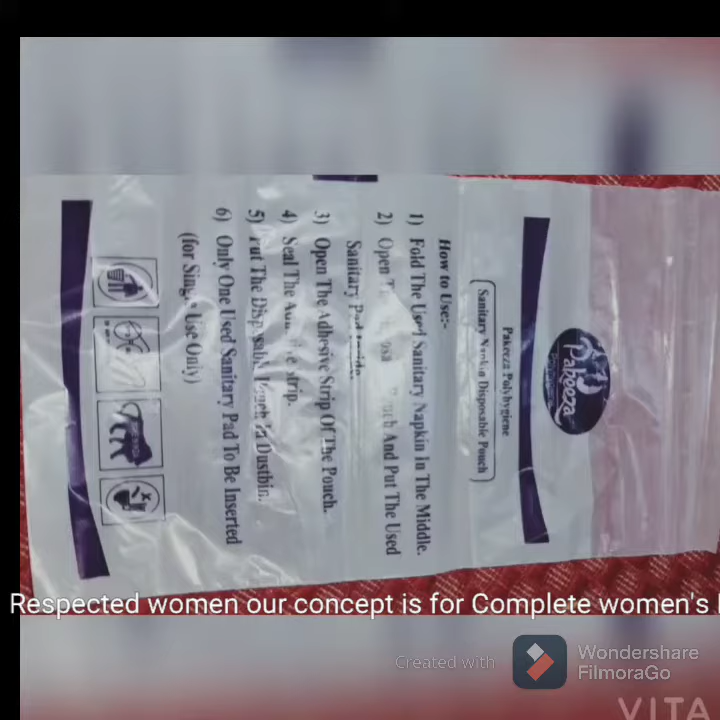 Pakeeza
Pakeeza Polyhygiene
Sanitary Napkin Disposable Pouch
How to Use:-
1) Fold The Used Sanitary Napkin In The Middle.
2) Open And Put The Used
Sanitary Pad Inside.
3) Open The Adhesive Strip Of The Pouch.
4) Seal The Strip.
5) Put The Disposable Pouch In Dustbin.
6) Only One Used Sanitary Pad To Be Inserted
(for Single Use Only)
Respected women our concept is for Complete women's
Created with
Wondershare
FilmoraGo
VITA